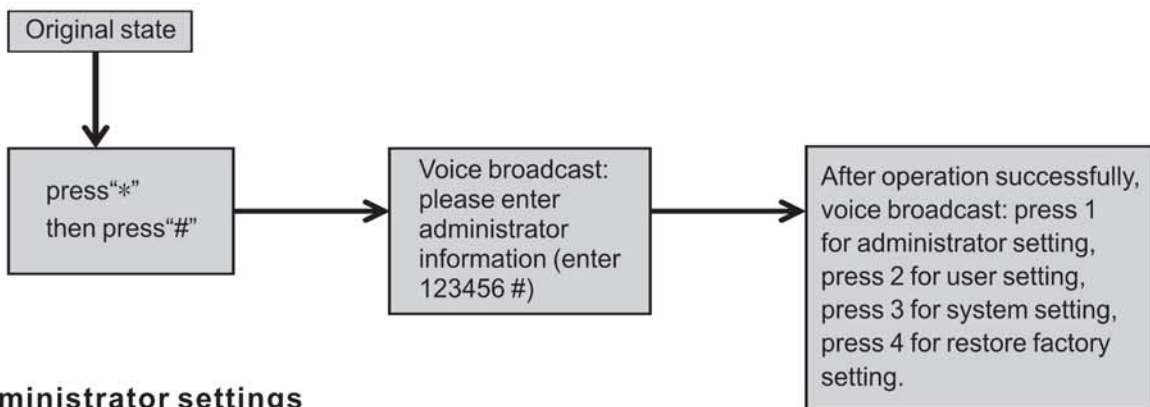 Original state
press“*”
then press“#”
Voice broadcast:
please enter
administrator
information (enter
123456 #)
After operation successfully,
voice broadcast: press 1
for administrator setting,
press 2 for user setting,
press 3 for system setting,
press 4 for restore factory
setting.
ministrator settings